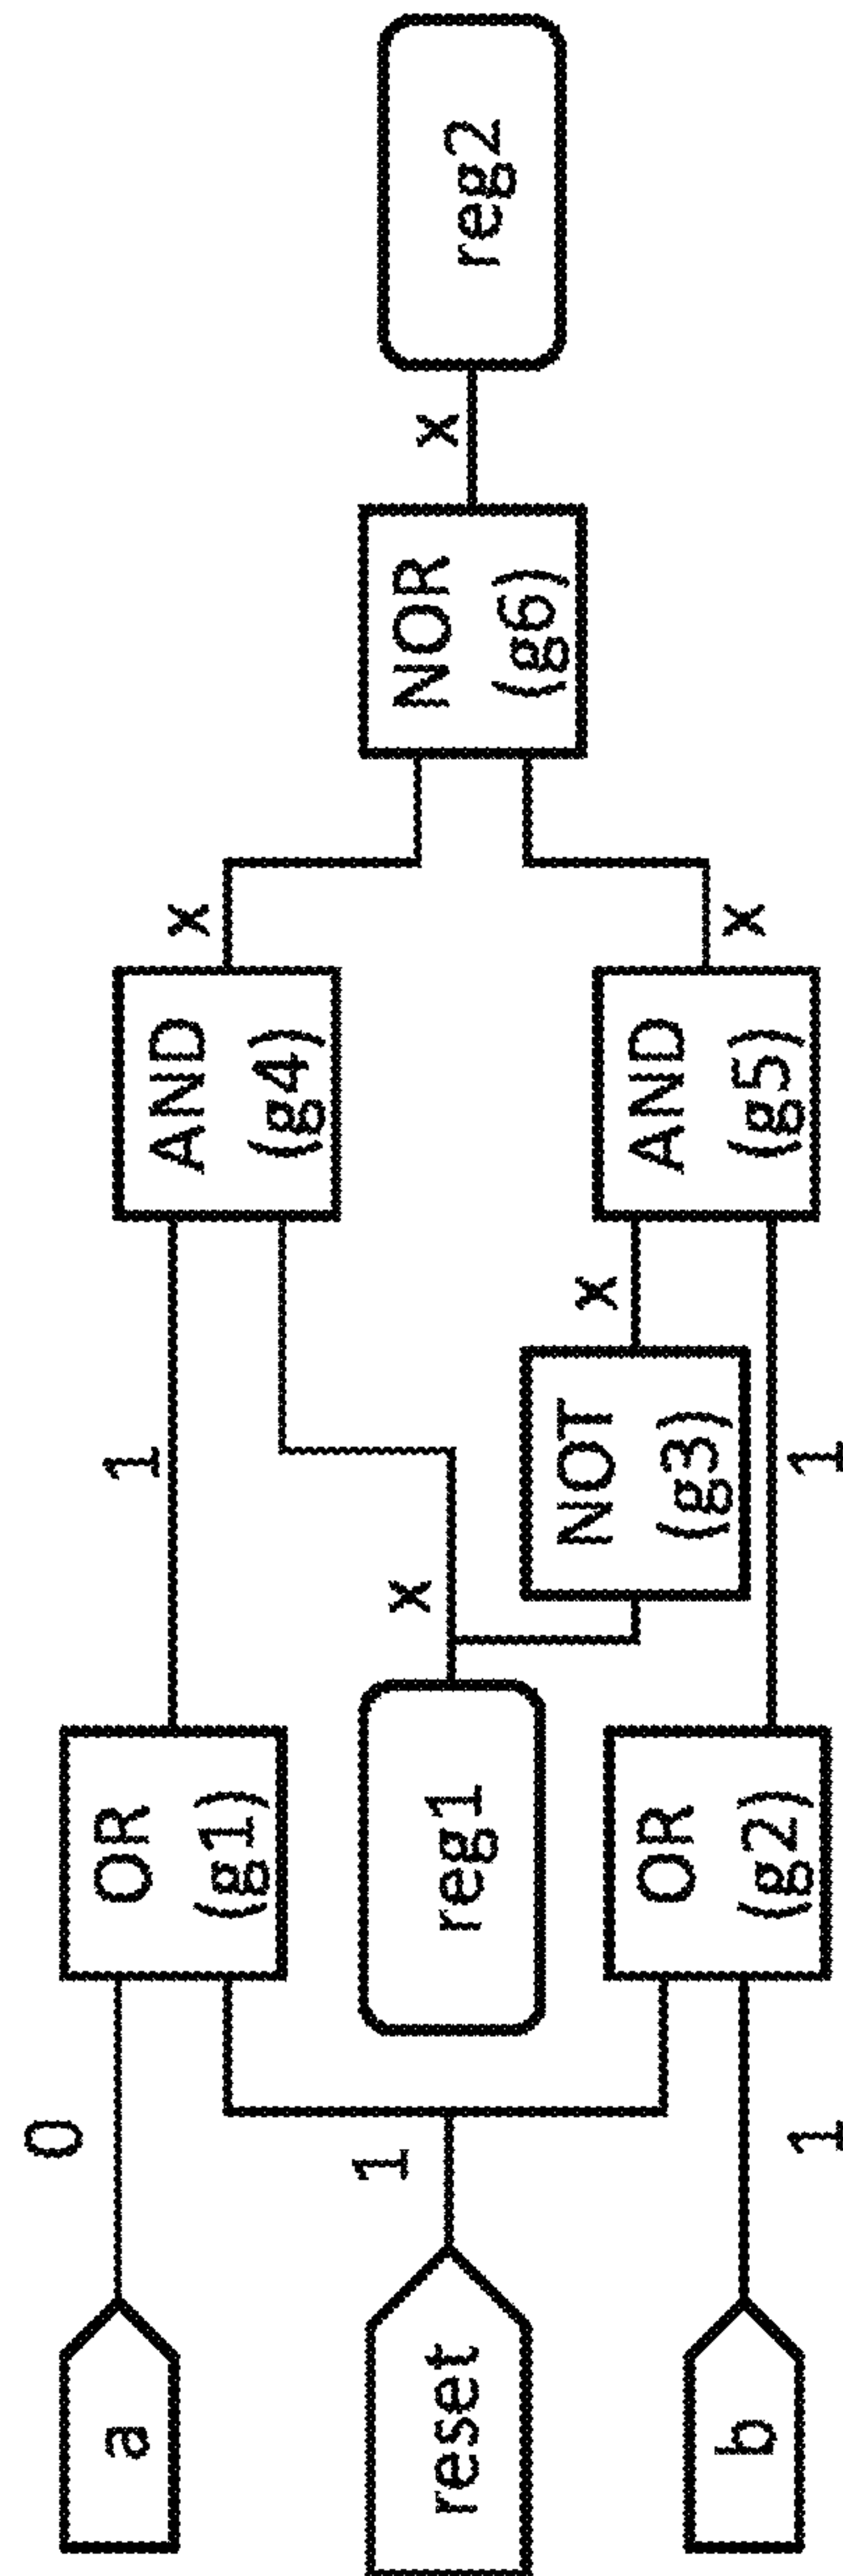 a
0
OR
(g1)
1
AND
(g4)
x
reset
1
reg1
x
NOT
(g3)
x
NOR
(g6)
x
reg2
b
1
OR
(g2)
1
AND
(g5)
x